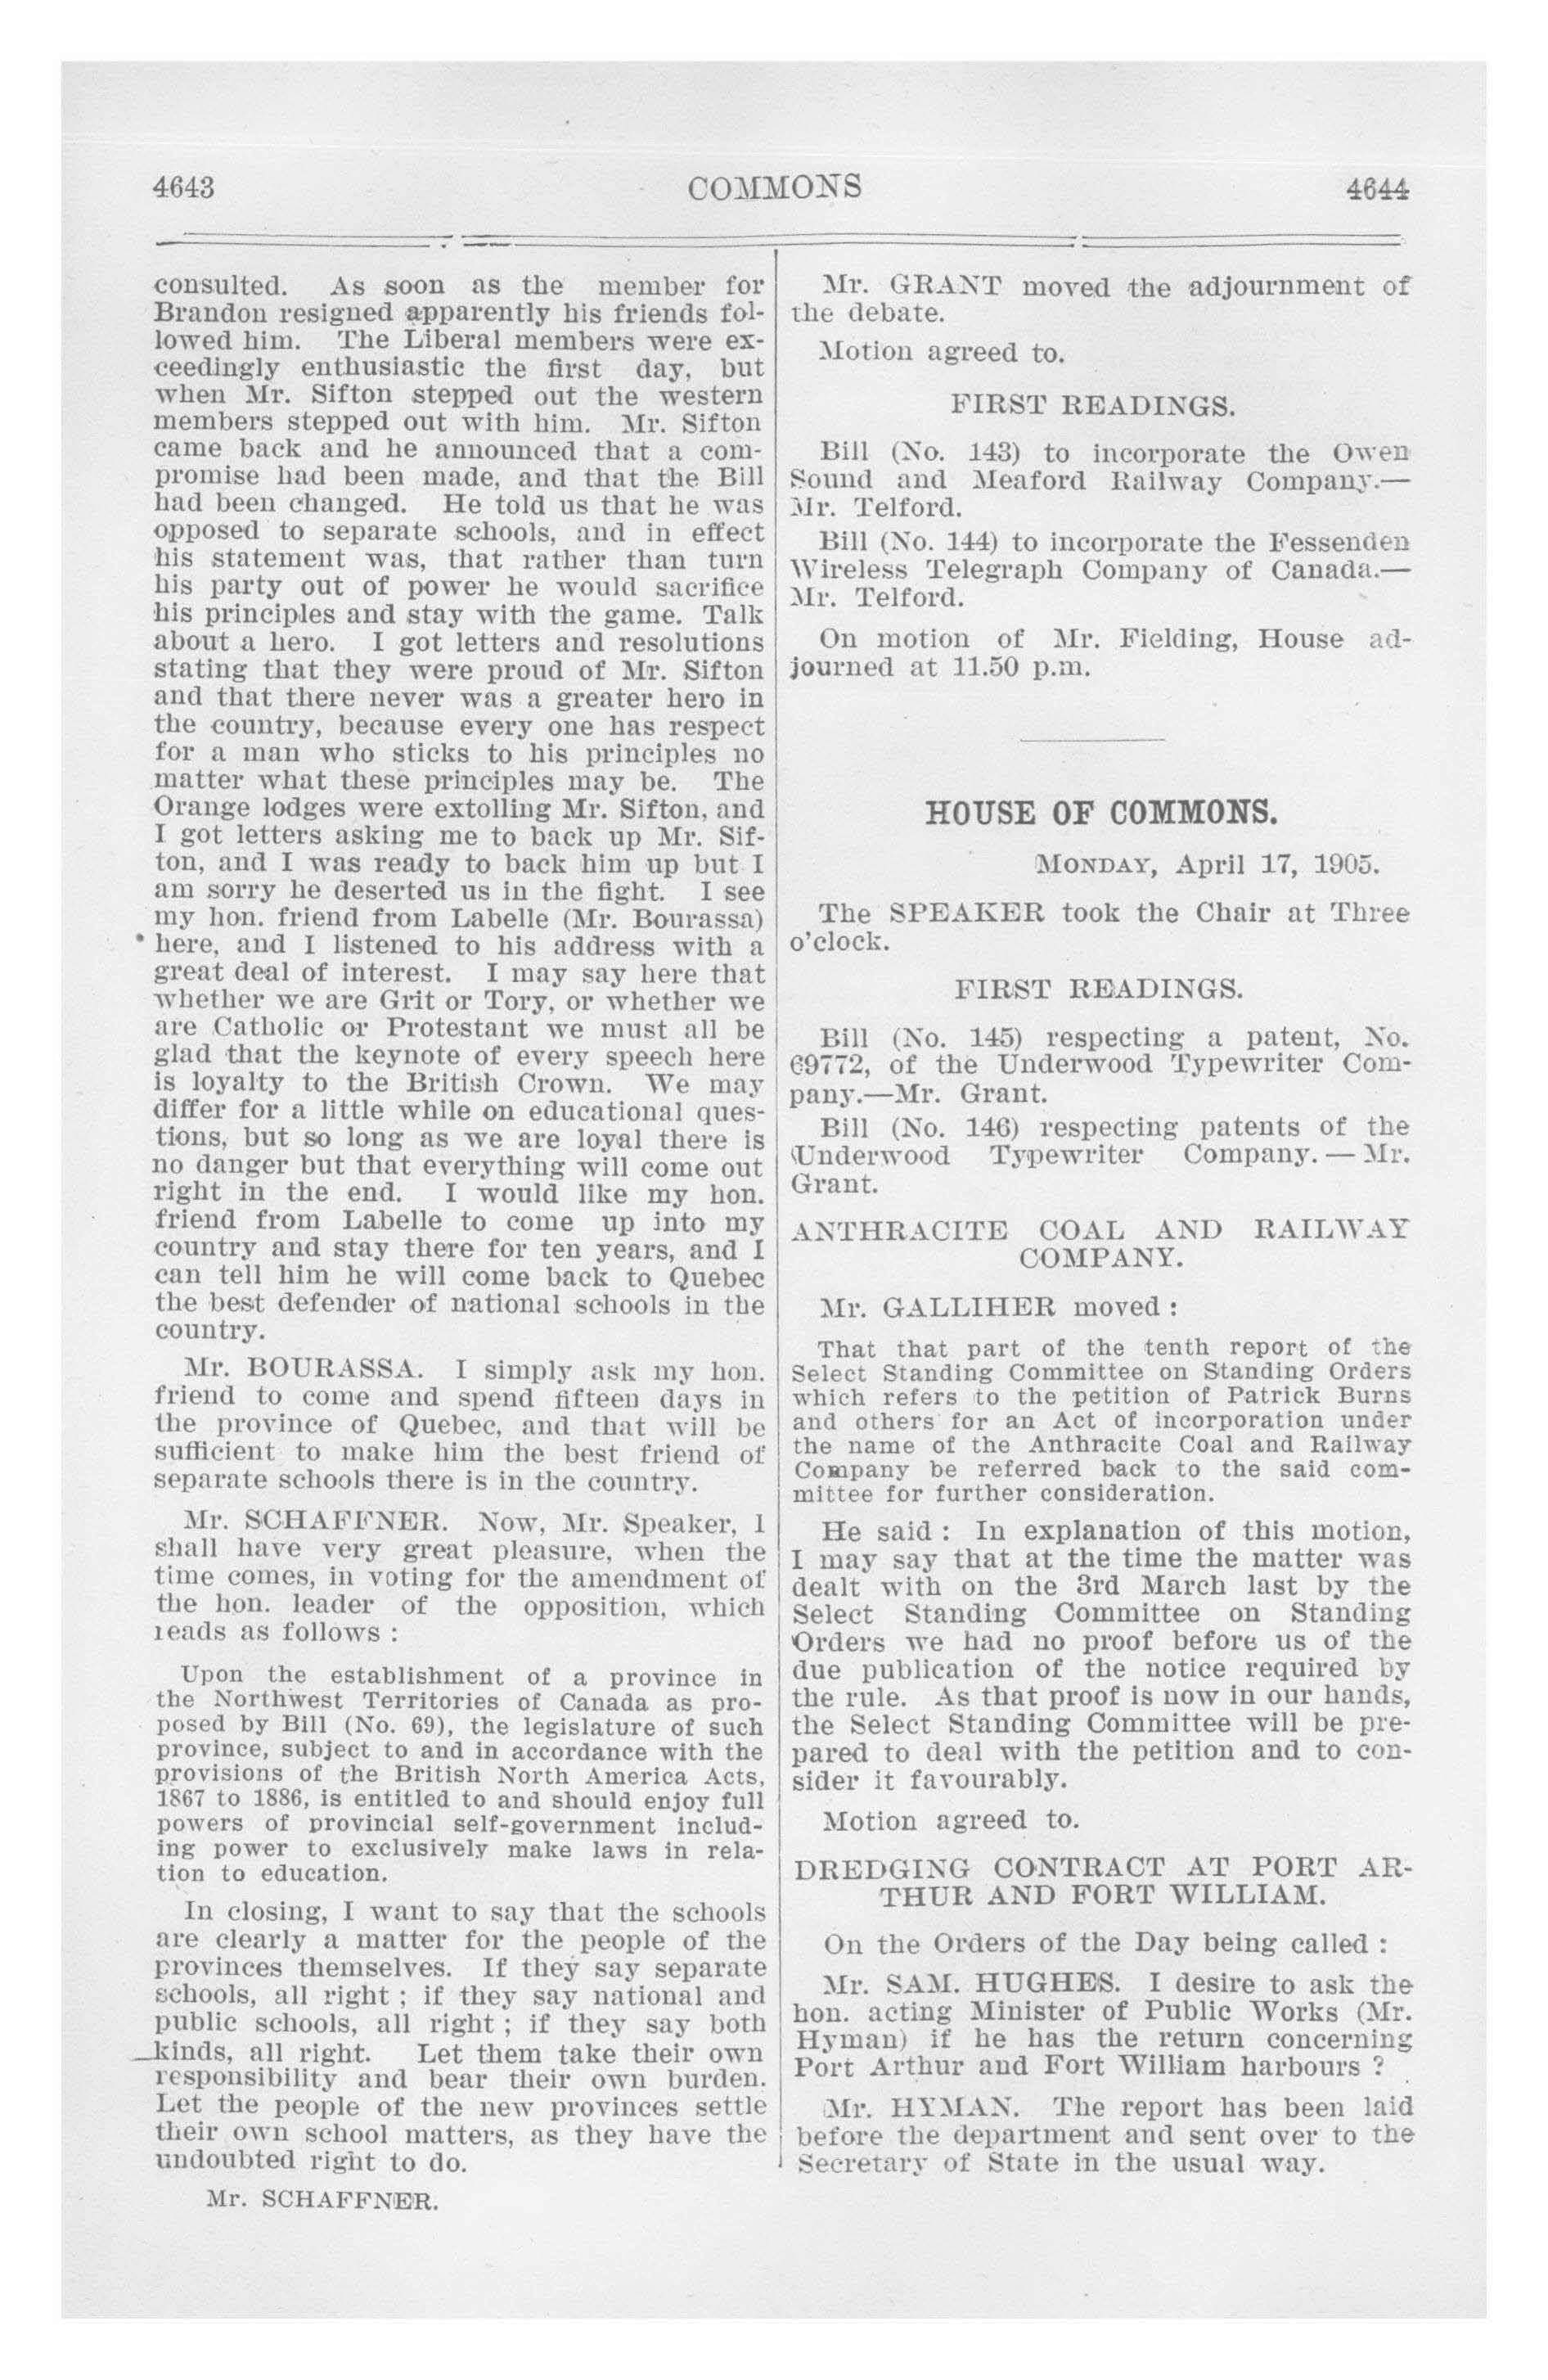 4643 COMMONS 4644
consulted. As soon as the member for
Brandon resigned apparently his friends fol-
lowed him. The Liberal members were ex-
ceedingly enthusiastic the first day, but
when Mr. Sifton stepped out the western
members stepped out with him. Mr. Sifton
came back and he announced that a com-
promise had been made, and that the Bill
had been changed. He told us that he was
opposed to separate schools, and in effect
his statement was, that rather than turn
his party out of power he would sacrifice
his principles and stay with the game. Talk
about a hero. I got letters and resolutions
stating that they were proud of Mr. Sifton
and that there never was a greater hero in
the country, because every one has respect
for a man who sticks to his principles no
matter what these principles may be. The
Orange lodges were extolling Mr. Sifton, and
I got letters asking me to back up Mr. Sif-
ton, and I was ready to back him up but I
am sorry he deserted us in the fight. I see
my hon. friend from Labelle (Mr. Bourassa)
here, and I listened to his address with a
great deal of interest. I may say here that
whether we are Grit or Tory, or whether we
are Catholic or Protestant we must all be
glad that the keynote of every speech here
is loyalty to the British Crown. We may
differ for a little while on educational ques-
tions, but so long as we are loyal there is
no danger but that everything will come out
right in the end. I would like my hon.
friend from Labelle to come up into my
country and stay there for ten years, and I
can tell him he will come back to Quebec
the best defender of national schools in the
country.
Mr. BOURASSA. I simply ask my hon.
friend to come and spend fifteen days in
the province of Quebec, and that will be
sufficient to make him the best friend of
separate schools there is in the country.
Mr. SCHAFFNER. Now, Mr. Speaker, I
shall have very great pleasure, when the
time comes, in voting for the amendment of
the hon. leader of the opposition, which
reads as follows :
Upon the establishment of a province in
the Northwest Territories of Canada as pro-
posed by Bill (No. 69), the legislature of such
province, subject to and in accordance with the
provisions of the British North America Acts,
1867 to 1886, is entitled to and should enjoy full
powers of provincial self-government includ-
ing power to exclusively make laws in rela-
tion to education.
In closing, I want to say that the schools
are clearly a matter for the people of the
provinces themselves. If they say separate
schools, all right ; if they say national and
public schools, all right ; if they say both
kinds, all right. Let them take their own
responsibility and bear their own burden.
Let the people of the new provinces settle
their own school matters, as they have the
undoubted right to do.
Mr. SCHAFFNER.
Mr. GRANT moved the adjournment of
the debate.
Motion agreed to.
FIRST READINGS.
Bill (No. 143) to incorporate the Owen
Sound and Meaford Railway Company.—
Mr. Telford.
Bill (No. 144) to incorporate the Fessenden
Wireless Telegraph Company of Canada.—
Mr. Telford.
On motion of Mr. Fielding, House ad-
journed at 11.50 p.m.
HOUSE OF COMMONS.
MONDAY, April 17, 1905.
The SPEAKER took the Chair at Three
o'clock.
FIRST READINGS.
Bill (No. 145) respecting a patent, No.
69772, of the Underwood Typewriter Com-
pany.—Mr. Grant.
Bill (No. 146) respecting patents of the
Underwood Typewriter Company. — Mr.
Grant.
ANTHRACITE COAL AND RAILWAY
COMPANY.
Mr. GALLIHER moved :
That that part of the tenth report of the
Select Standing Committee on Standing Orders
which refers to the petition of Patrick Burns
and others for an Act of incorporation under
the name of the Anthracite Coal and Railway
Company be referred back to the said com-
mittee for further consideration.
He said : In explanation of this motion,
I may say that at the time the matter was
dealt with on the 3rd March last by the
Select Standing Committee on Standing
Orders we had no proof before us of the
due publication of the notice required by
the rule. As that proof is now in our hands,
the Select Standing Committee will be pre-
pared to deal with the petition and to con-
sider it favourably.
Motion agreed to.
DREDGING CONTRACT AT PORT AR-
THUR AND FORT WILLIAM.
On the Orders of the Day being called :
Mr. SAM. HUGHES. I desire to ask the
hon. acting Minister of Public Works (Mr.
Hyman) if he has the return concerning
Port Arthur and Fort William harbours ?
Mr. HYMAN. The report has been laid
before the department and sent over to the
Secretary of State in the usual way.